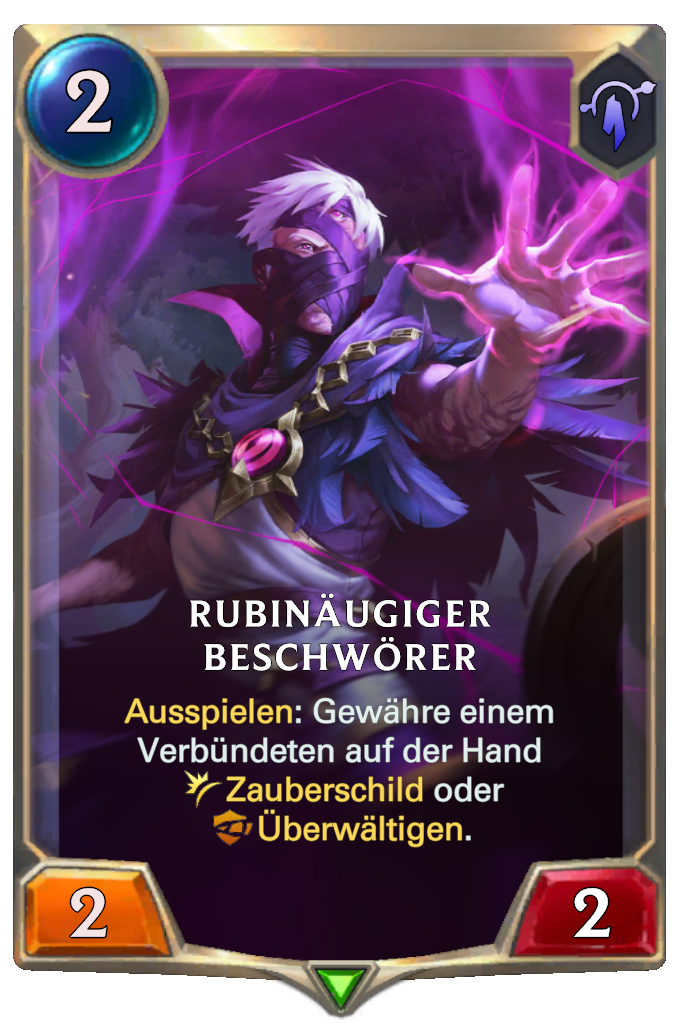 2
RUBINÄUGIGER
BESCHWÖRER
Ausspielen: Gewähre einem
Verbündeten auf der Hand
Zauberschild oder
Überwältigen.
2
2